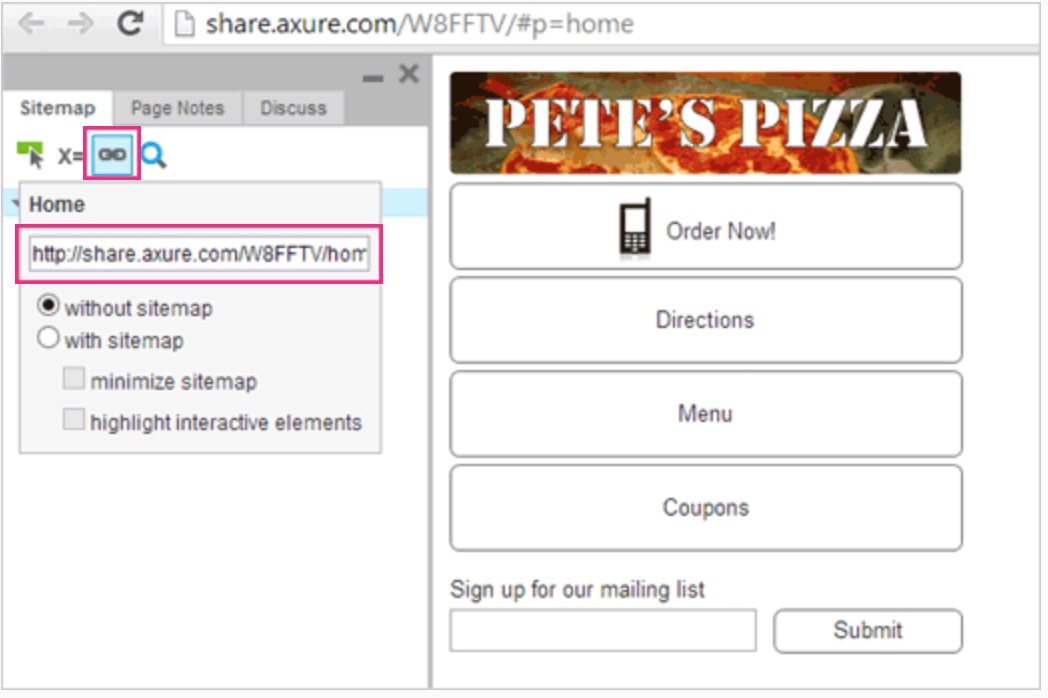 share.axure.com/W8FFTV/#p=home
Sitemap Page Notes Discuss
X=
Home
http://share.axure.com/W8FFTV/hom
without sitemap
with sitemap
minimize sitemap
highlight interactive elements
PETE'S PIZZA
Order Now!
Directions
Menu
Coupons
Sign up for our mailing list
Submit